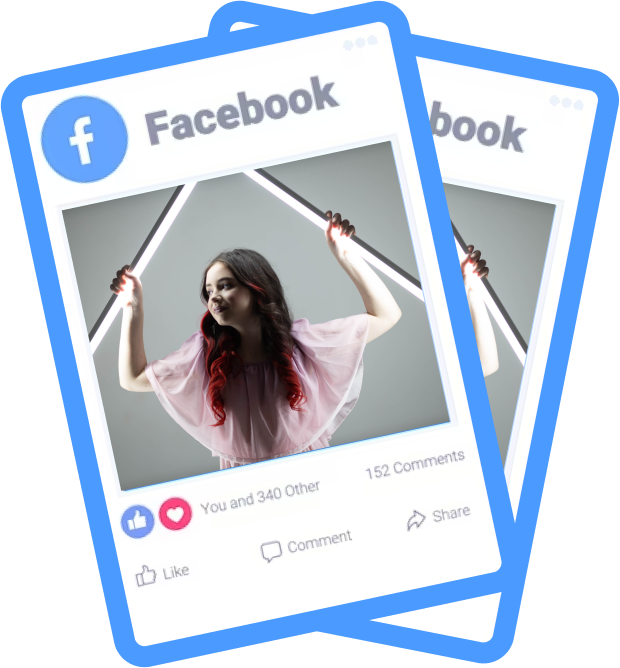 Facebook
book
You and 340 Other
152 Comments
Like
Comment
Share